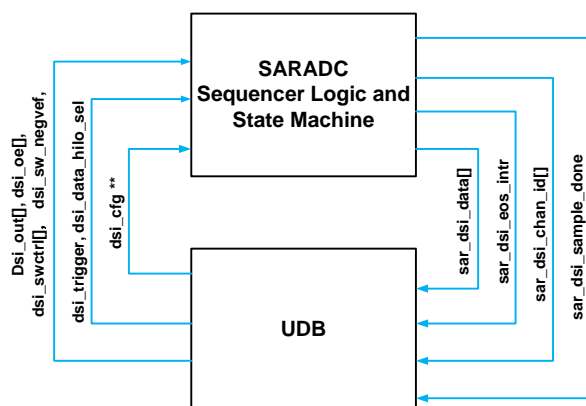 SARADC
Sequencer Logic and
State Machine
Dsi_out[], dsi_oe[],
dsi_swctrl[], dsi_sw_negvef,
dsi_trigger, dsi_data_hilo_sel
dsi_cfg **
sar_dsi_data[]
sar_dsi_eos_intr
sar_dsi_chan_id[]
sar_dsi_sample_done
UDB